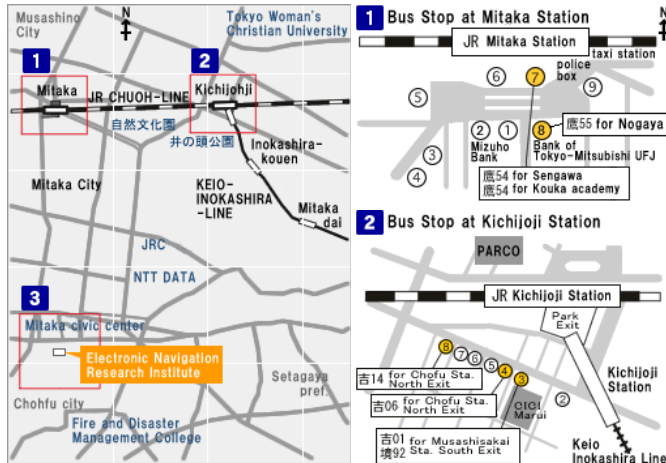 Musashino
City
N
Tokyo Woman's
Christian University
1
2
Mitaka
Kichijohji
JR CHUOH-LINE
自然文化園
井の頭公園
Inokashira-
kouen
Mitaka City
KEIO-
INOKASHIRA
-LINE
Mitaka
dai
JRC
NTT DATA
3
Mitaka civic center
Electronic Navigation
Research Institute
Setagaya
pref.
Chohfu city
Fire and Disaster
Management College
1 Bus Stop at Mitaka Station
N
JR Mitaka Station
taxi station
police
box
⑥
⑦
⑨
⑤
②
①
⑧
鷹55 for Nogaya
Mizuho
Bank
Bank of
Tokyo-Mitsubishi UFJ
③
④
鷹54 for Sengawa
鷹54 for Kouka academy
2 Bus Stop at Kichijoji Station
PARCO
N
JR Kichijoji Station
Park
Exit
⑧
⑦
⑥
⑤
④
③
②
吉14 for Chofu Sta.
North Exit
吉06 for Chofu Sta.
North Exit
CICI
Marui
Kichijoji
Station
吉01
境92
for Musashisakai
Sta. South Exit
Keio
Inokashira Line